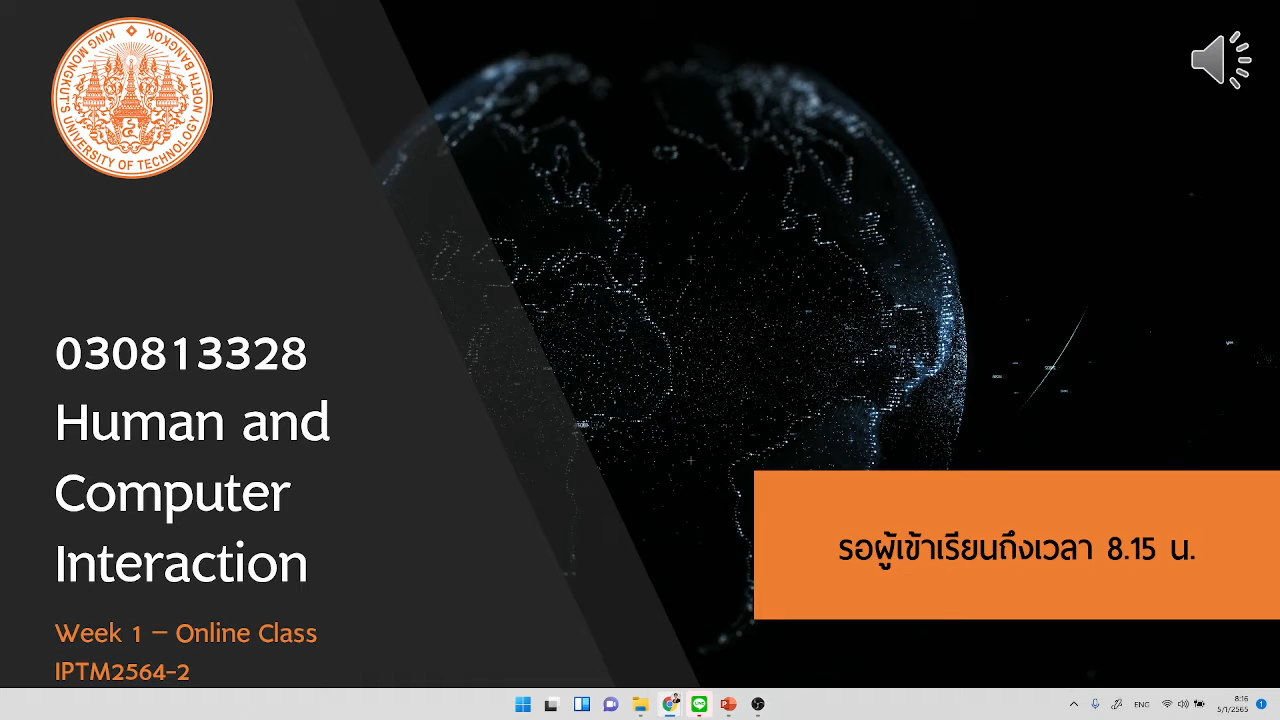 KING MONGKUT'S UNIVERSITY OF TECHNOLOGY NORTH BANGKOK
030813328
Human and
Computer
Interaction
Week 1 – Online Class
IPTM2564-2
รอผู้เข้าเรียนถึงเวลา 8.15 น.
ENG
8:16
5/1/2565